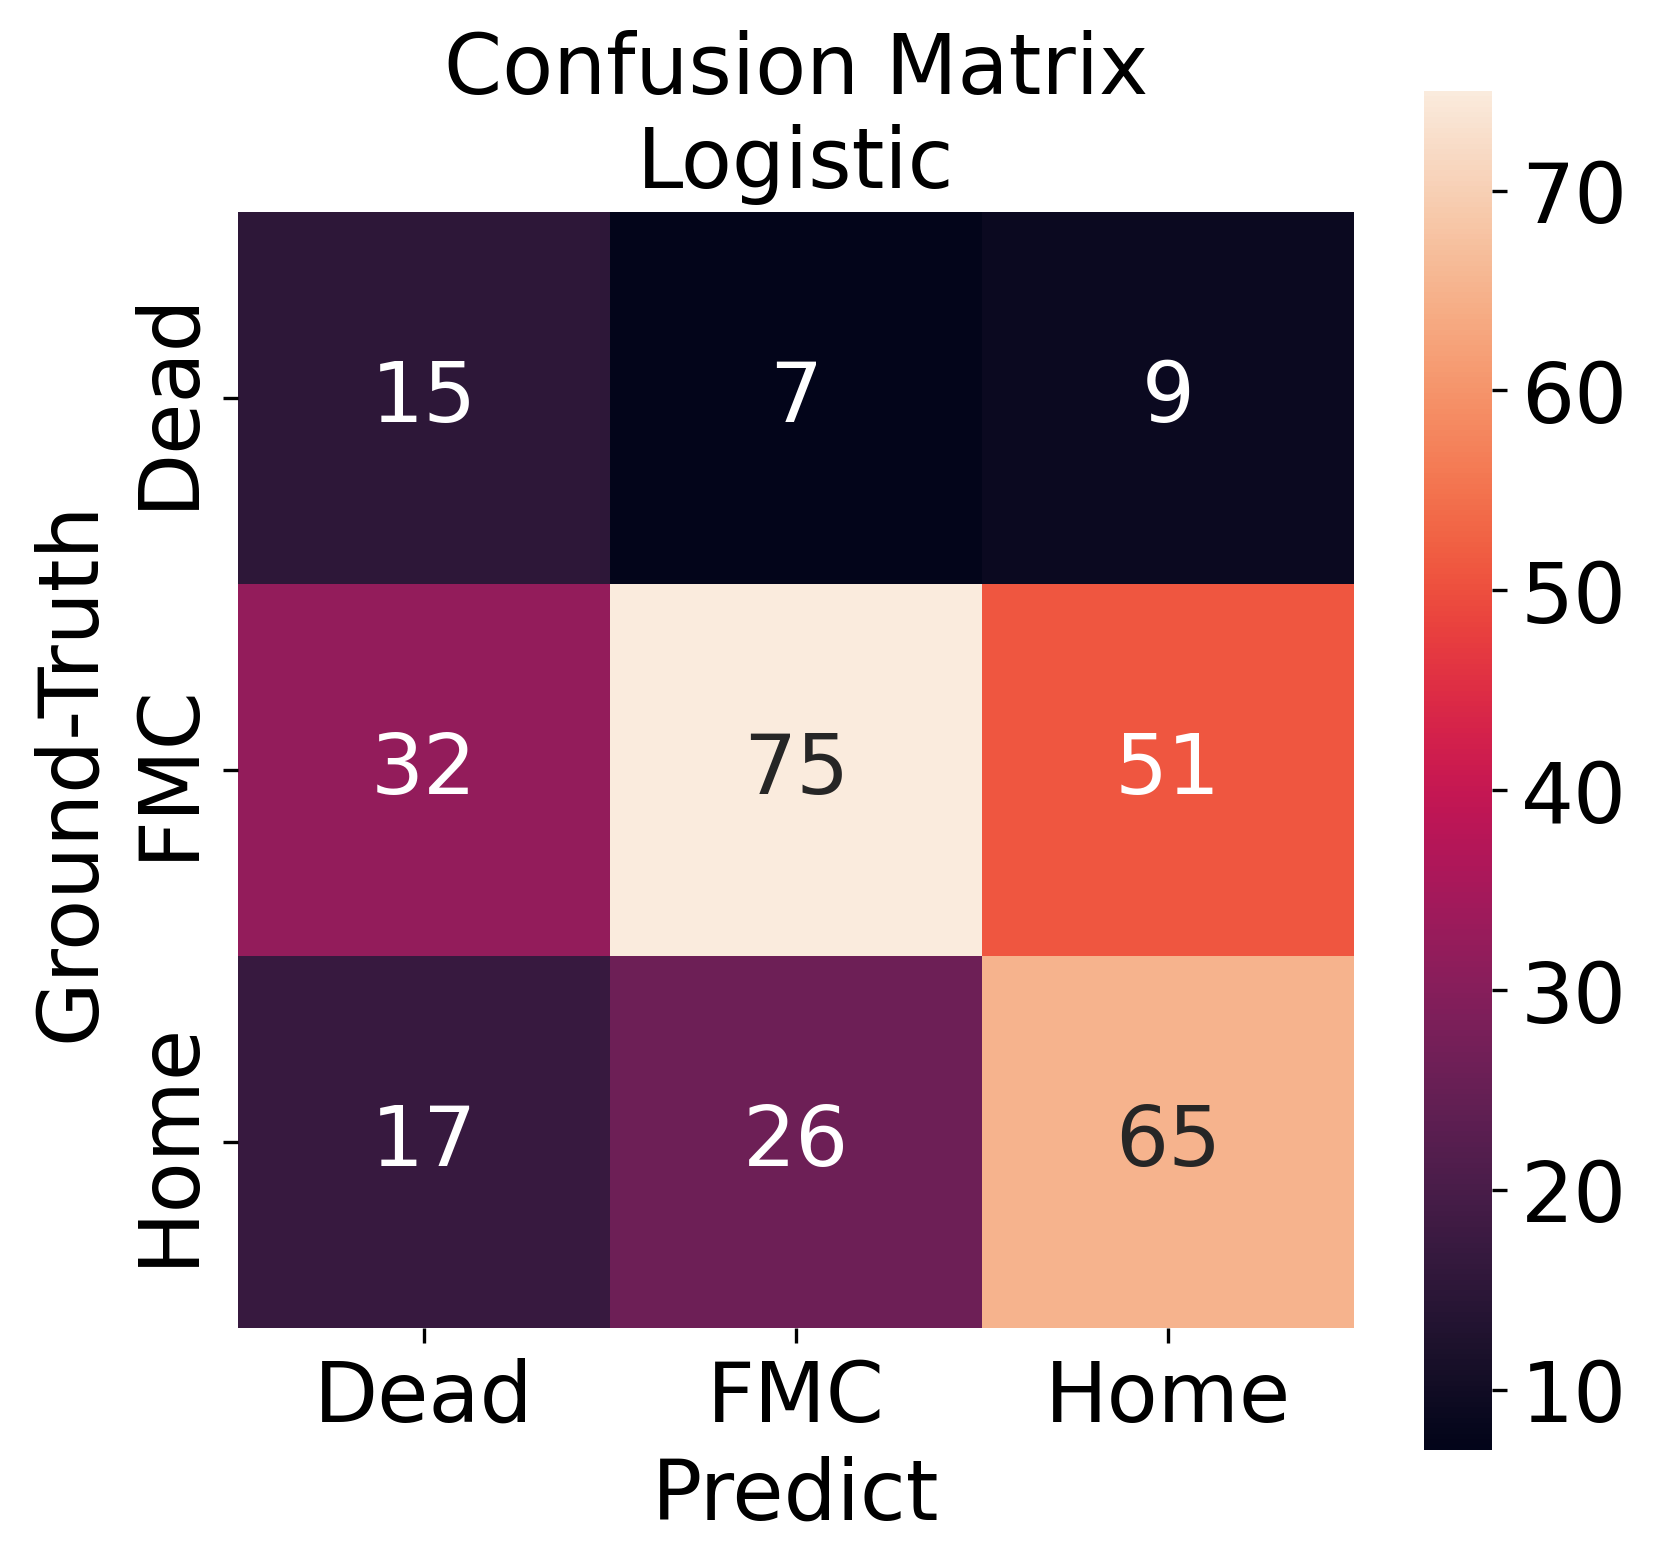 Confusion Matrix
Logistic
Ground-Truth
Dead
15 7 9
FMC
32 75 51
Home
17 26 65
Dead FMC Home
Predict
70
60
50
40
30
20
10